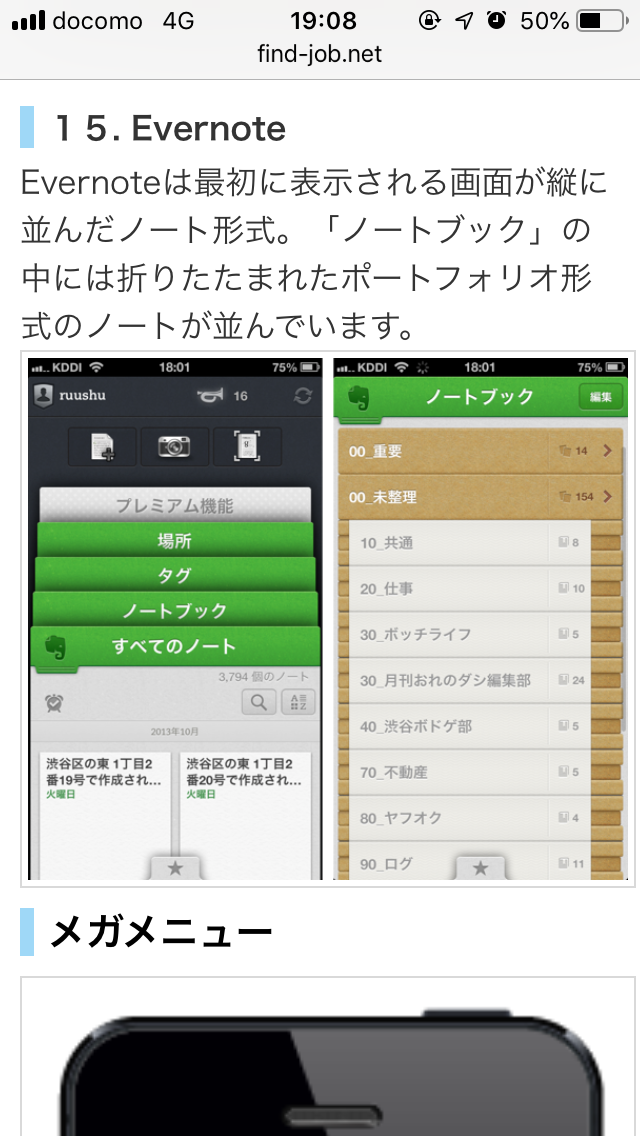 docomo 4G 19:08 50%
find-job.net
１５. Evernote
Evernoteは最初に表示される画面が縦に
並んだノート形式。「ノートブック」の
中には折りたたまれたポートフォリオ形
式のノートが並んでいます。
KDDI 18:01 75%
ruushu 16
プレミアム機能
場所
タグ
ノートブック
すべてのノート
3,794 個のノート
2013年10月
渋谷区の東 1丁目2
番19号で作成され...
火曜日
渋谷区の東 1丁目2
番20号で作成され...
火曜日
KDDI 18:01 75%
ノートブック 編集
00_重要 14
00_未整理 154
10_共通 8
20_仕事 10
30_ボッチライフ 5
30_月刊おれのダシ編集部 24
40_渋谷ボドゲ部 5
70_不動産 5
80_ヤフオク 4
90_ログ 11
メガメニュー